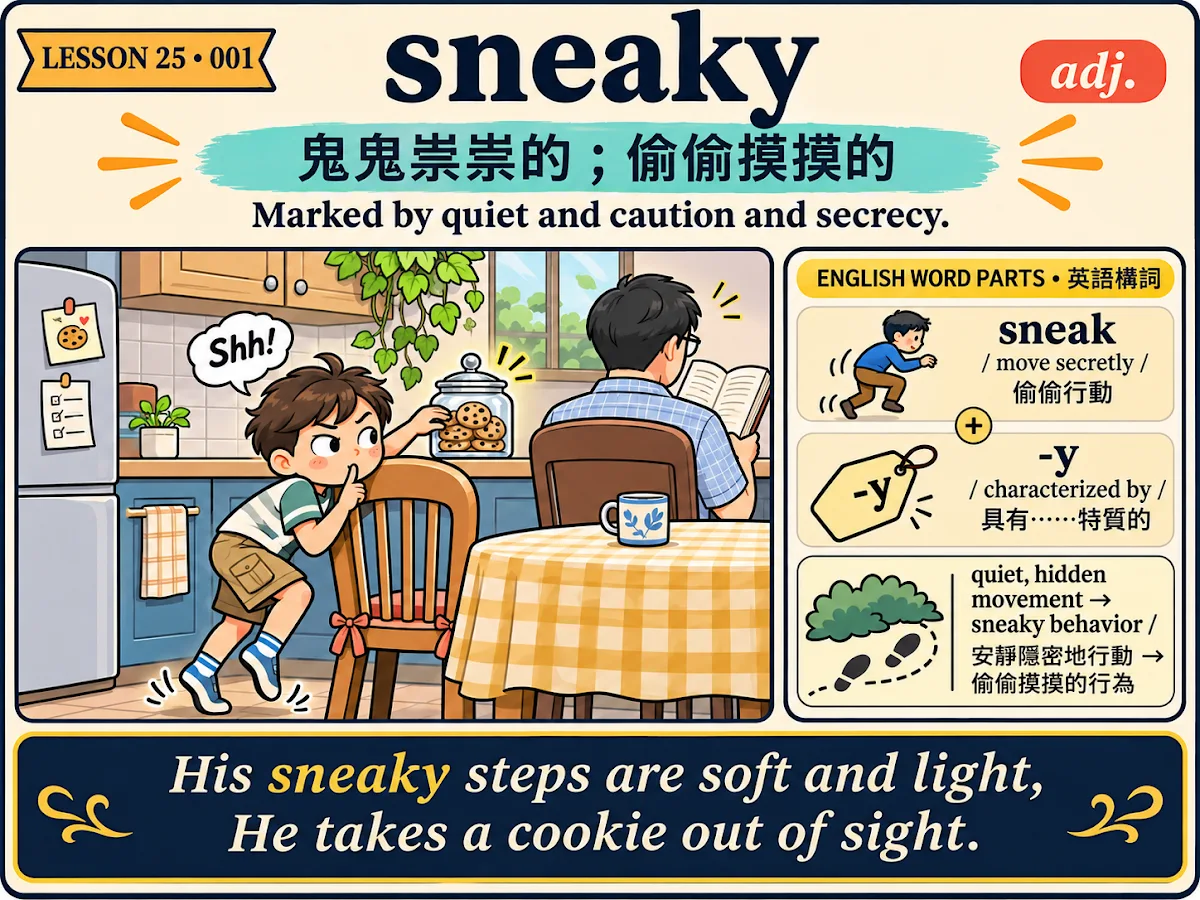 LESSON 25 • 001
sneaky
adj.
鬼鬼祟祟的；偷偷摸摸的
Marked by quiet and caution and secrecy.
Shh!
ENGLISH WORD PARTS • 英語構詞
sneak
/ move secretly /
偷偷行動
+
-y
-y
/ characterized by /
具有……特質的
quiet, hidden
movement →
sneaky behavior /
安靜隱密地行動 →
偷偷摸摸的行為
His sneaky steps are soft and light,
He takes a cookie out of sight.